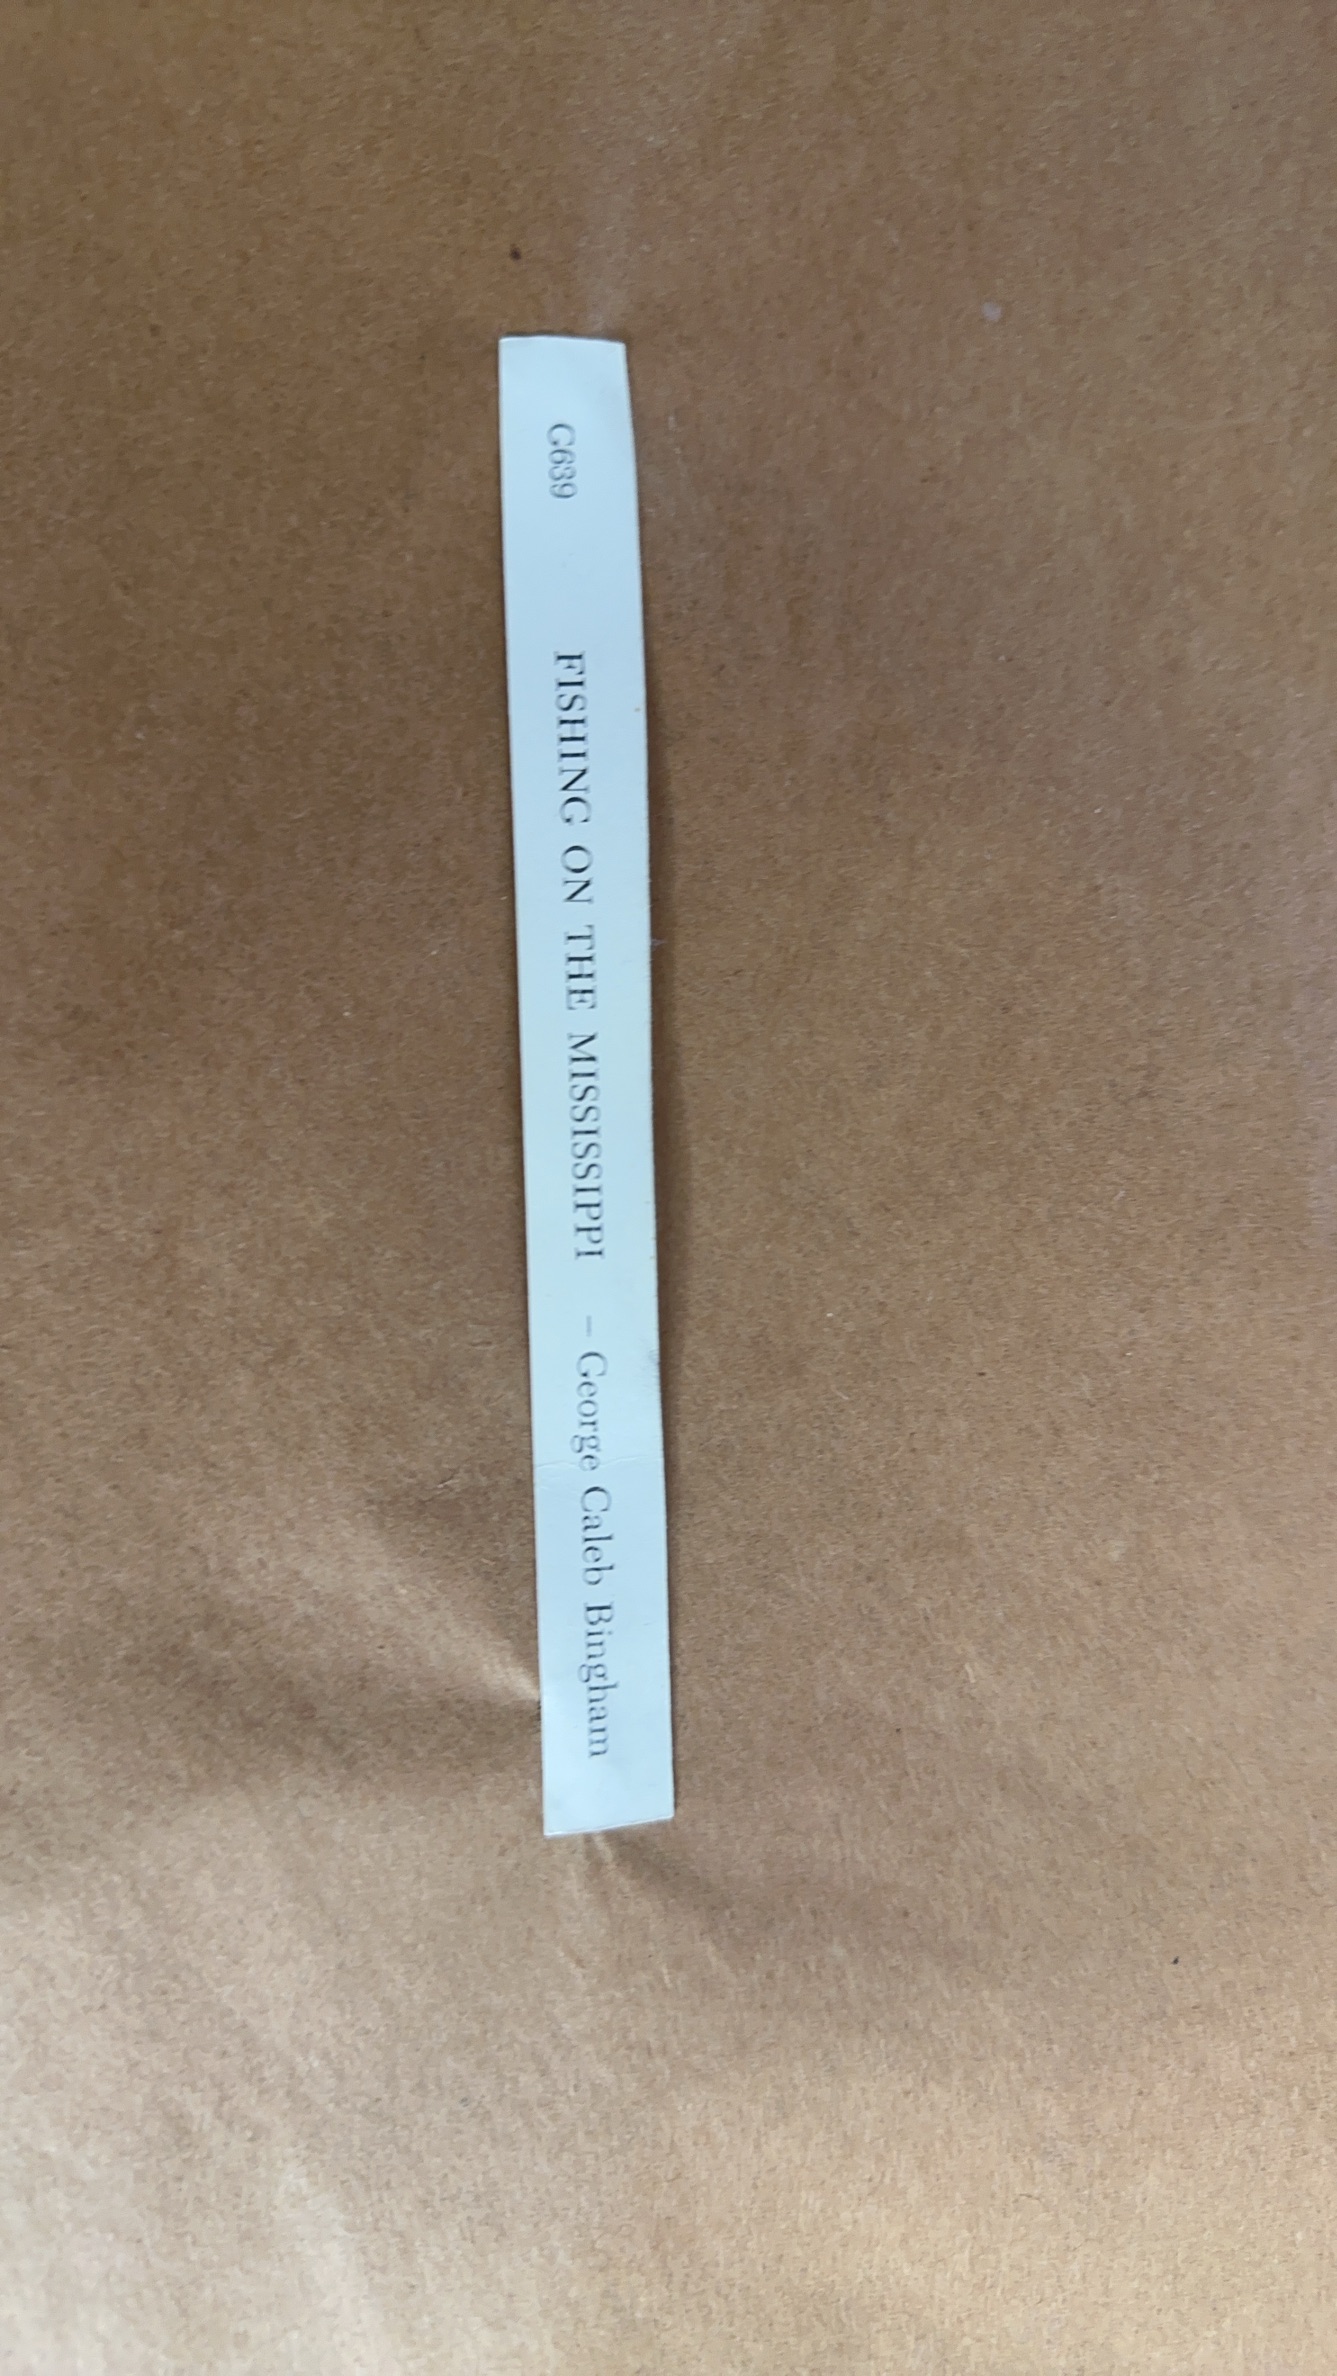 G639 FISHING ON THE MISSISSIPPI – George Caleb Bingham